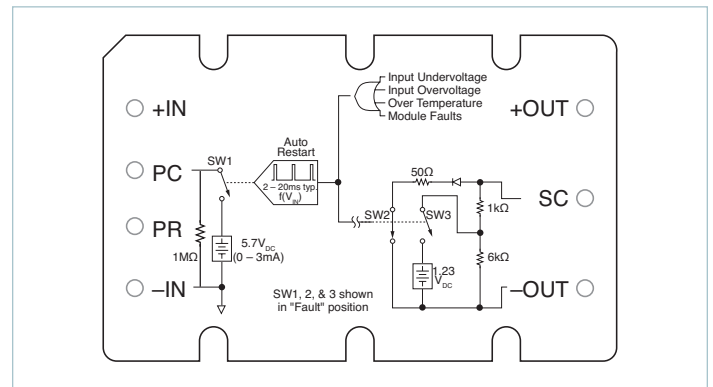 Input Undervoltage
Input Overvoltage
Over Temperature
Module Faults
+IN
+OUT
Auto
Restart
SW1
PC
2 – 20ms typ.
f(VIN)
50Ω
SC
1kΩ
SW2
SW3
PR
5.7VDC
(0 – 3mA)
1MΩ
6kΩ
1.23
VDC
–IN
–OUT
SW1, 2, & 3 shown
in "Fault" position